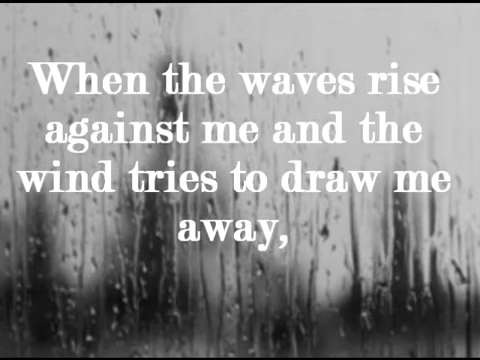 When the waves rise
against me and the
wind tries to draw me
away,